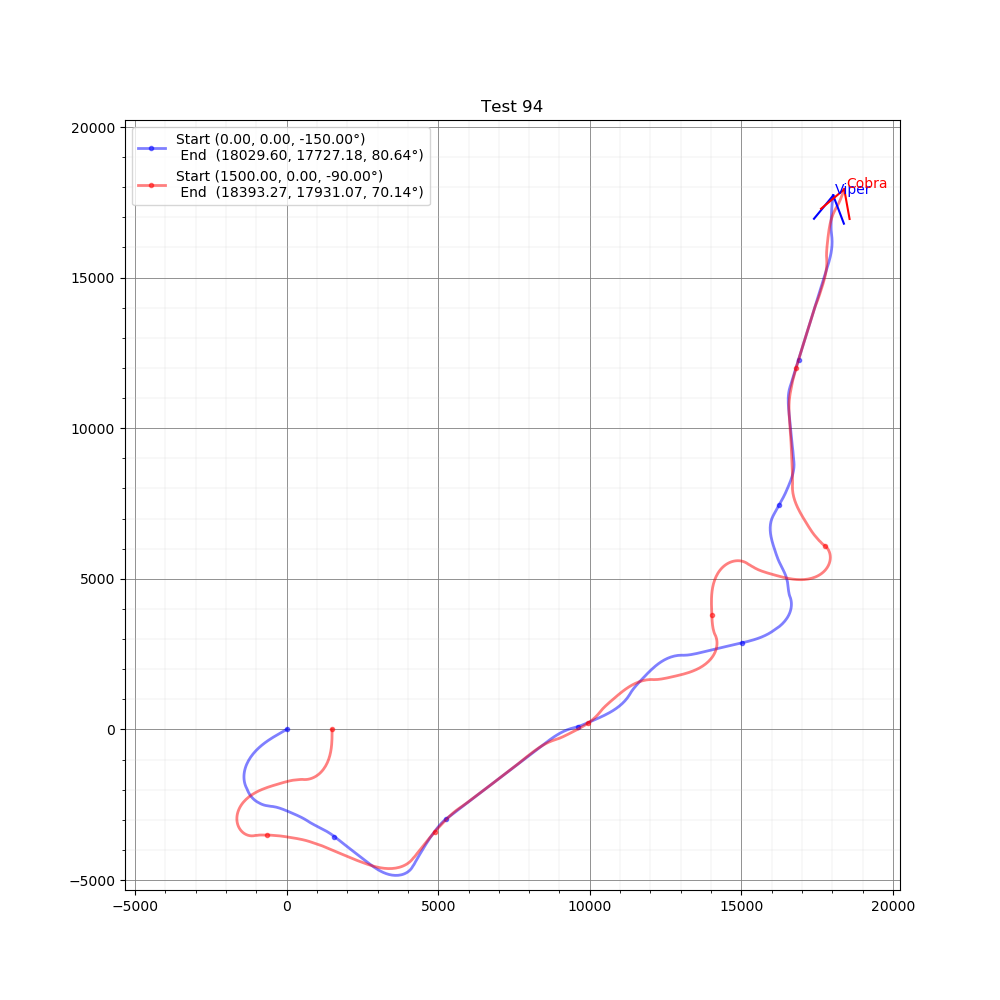 Test 94
Start (0.00, 0.00, -150.00°)
End  (18029.60, 17727.18, 80.64°)
Start (1500.00, 0.00, -90.00°)
End  (18393.27, 17931.07, 70.14°)
Cobra
Viper
20000
15000
10000
5000
0
−5000
−5000
0
5000
10000
15000
20000